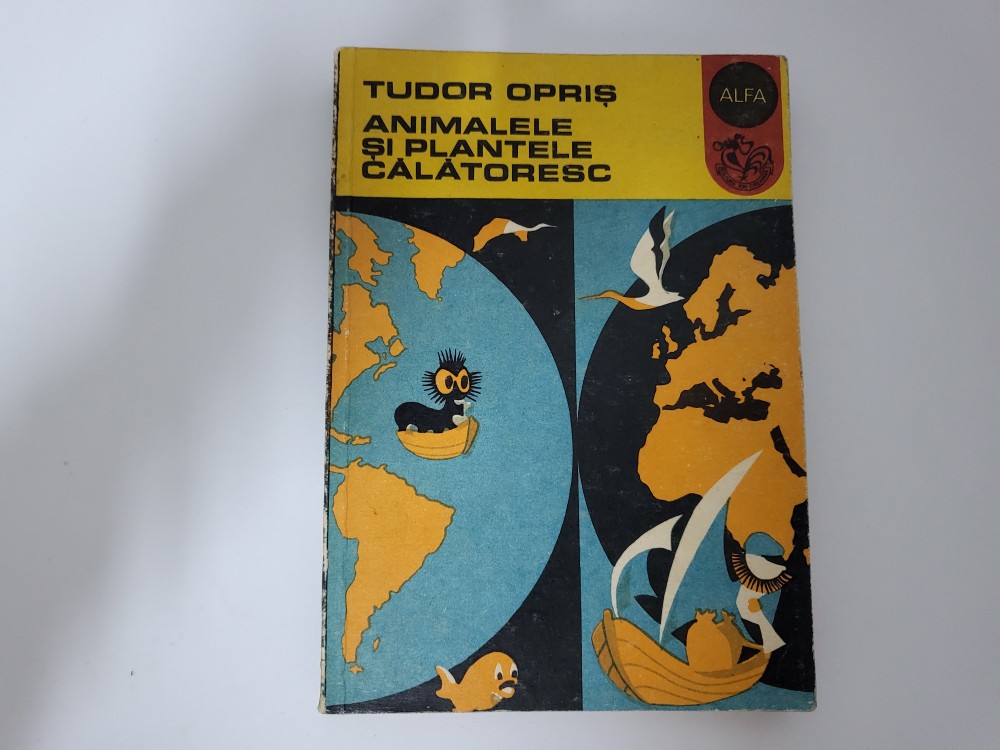 TUDOR OPRIȘ
ANIMALELE
ȘI PLANTELE
CĂLĂTORESC
ALFA